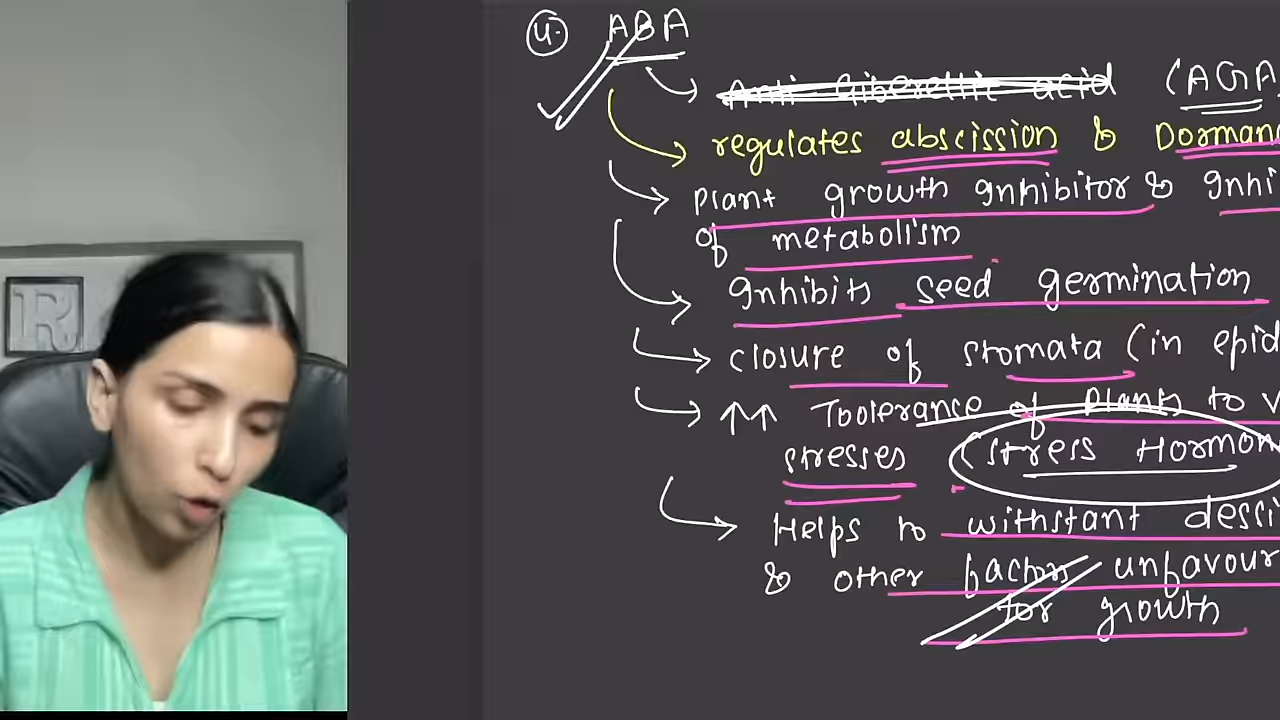 4.
ABA
Anti Giberellic acid (AGA
regulates abscission & Dorman
Plant growth inhibitor & inhi
of metabolism
inhibits seed germination
closure of stomata (in epid
↑↑ Toolerance of Plants to v
stresses (stress Hormon
Helps to withstant dessi
& other factors unfavour
for growth
R